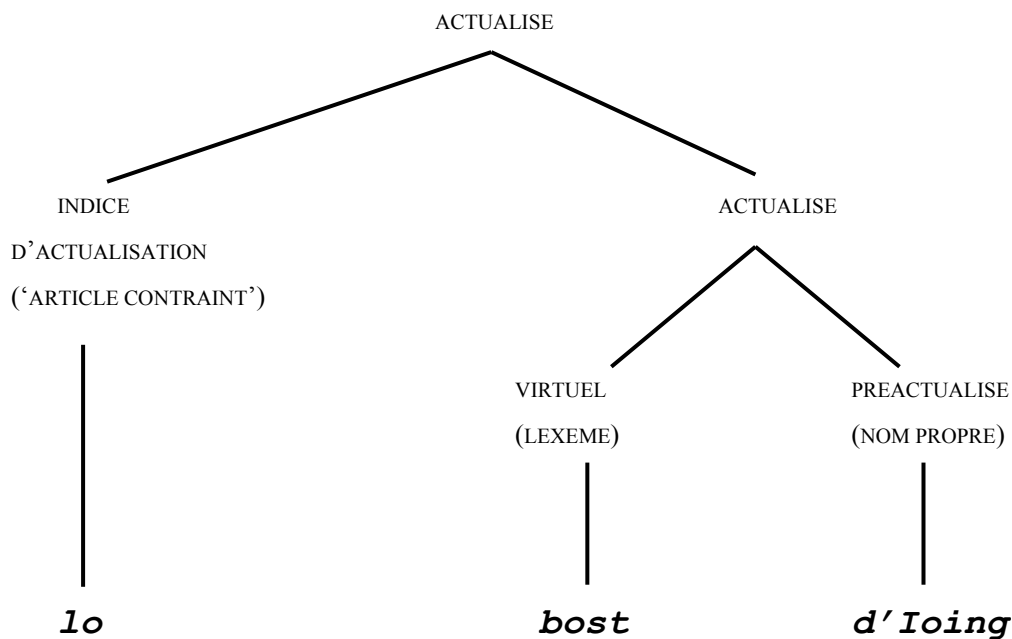 ACTUALISE
INDICE
D’ACTUALISATION
(‘ARTICLE CONTRAINT’)
ACTUALISE
VIRTUEL
(LEXEME)
PREACTUALISE
(NOM PROPRE)
lo
bost
d’Ioing